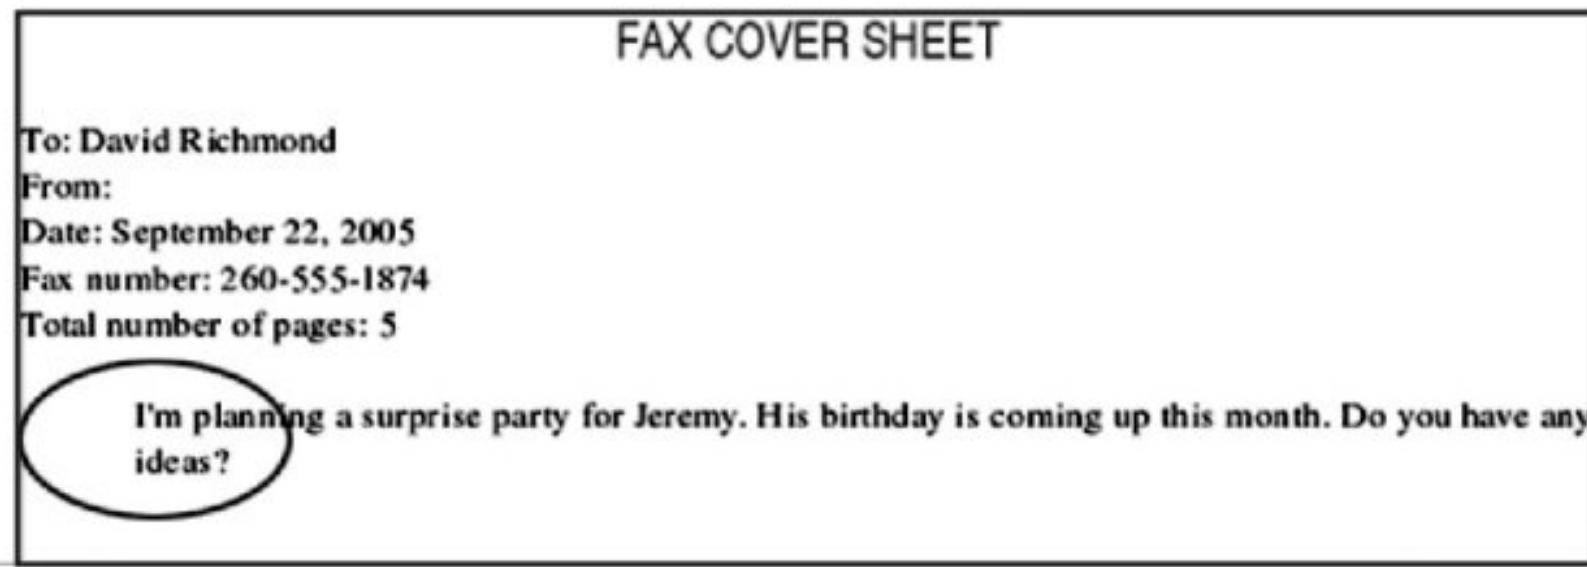 FAX COVER SHEET
To: David Richmond
From:
Date: September 22, 2005
Fax number: 260-555-1874
Total number of pages: 5
I'm planning a surprise party for Jeremy. His birthday is coming up this month. Do you have any
ideas?